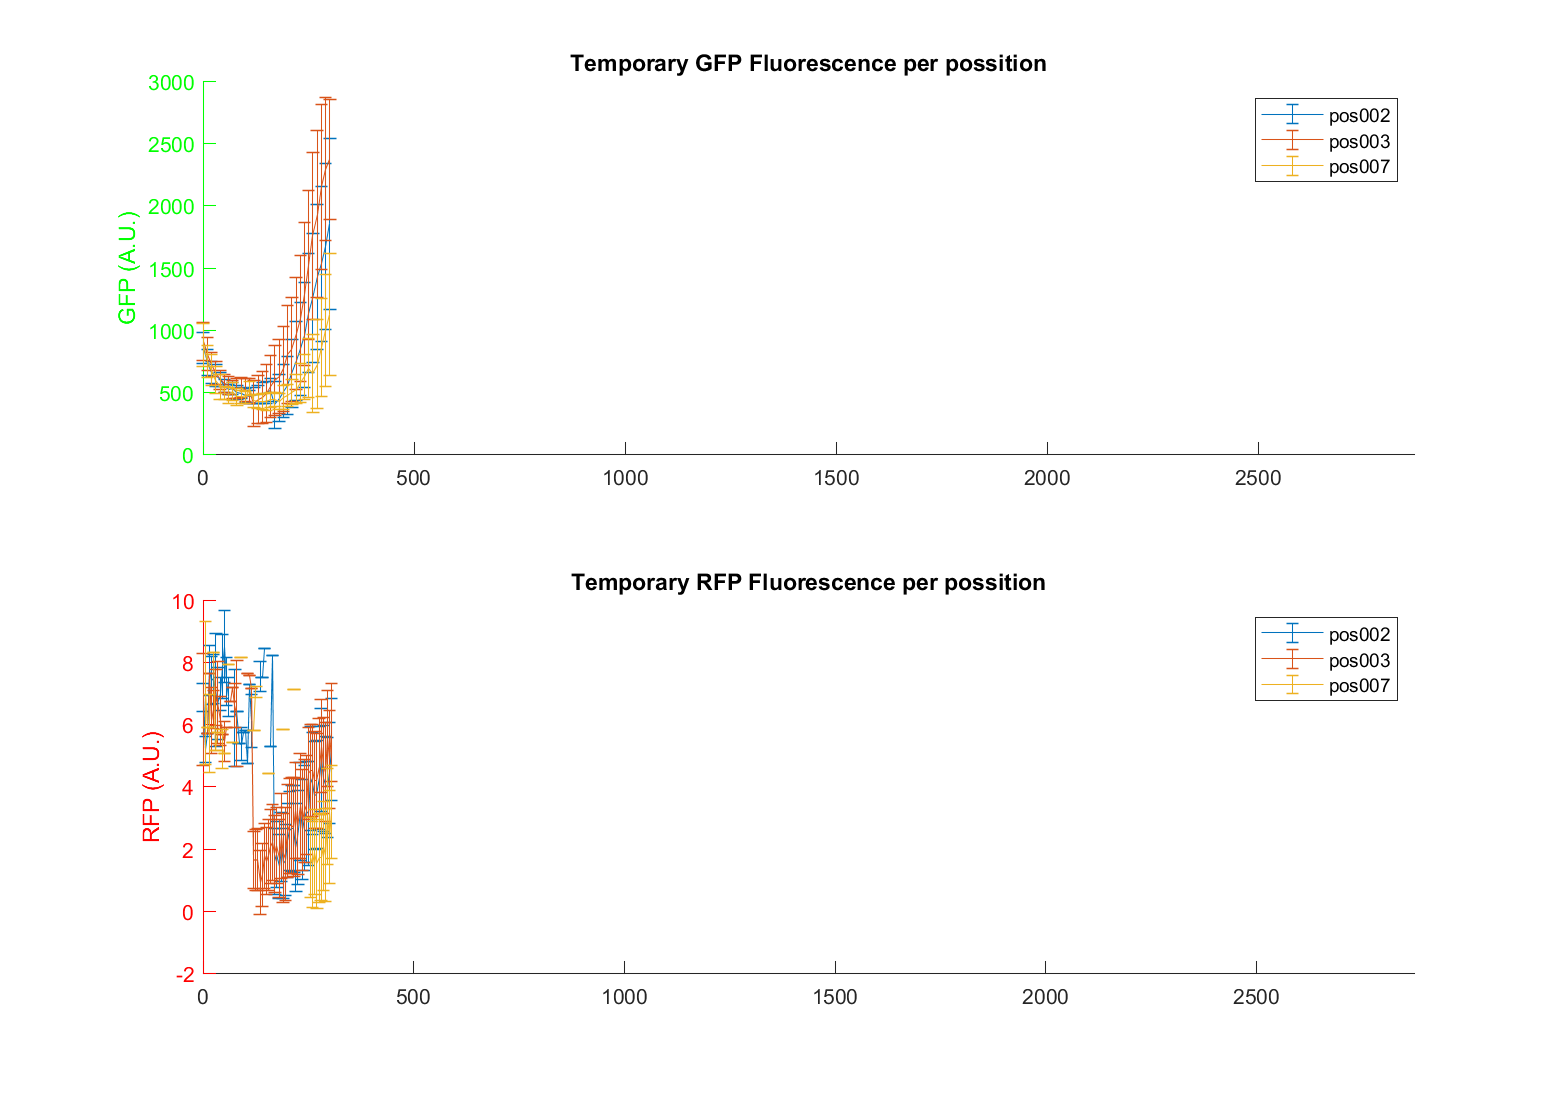 Temporary GFP Fluorescence per possition
3000
2500
2000
1500
1000
500
0
GFP (A.U.)
pos002
pos003
pos007
0 500 1000 1500 2000 2500
Temporary RFP Fluorescence per possition
10
8
6
4
2
0
-2
RFP (A.U.)
pos002
pos003
pos007
0 500 1000 1500 2000 2500